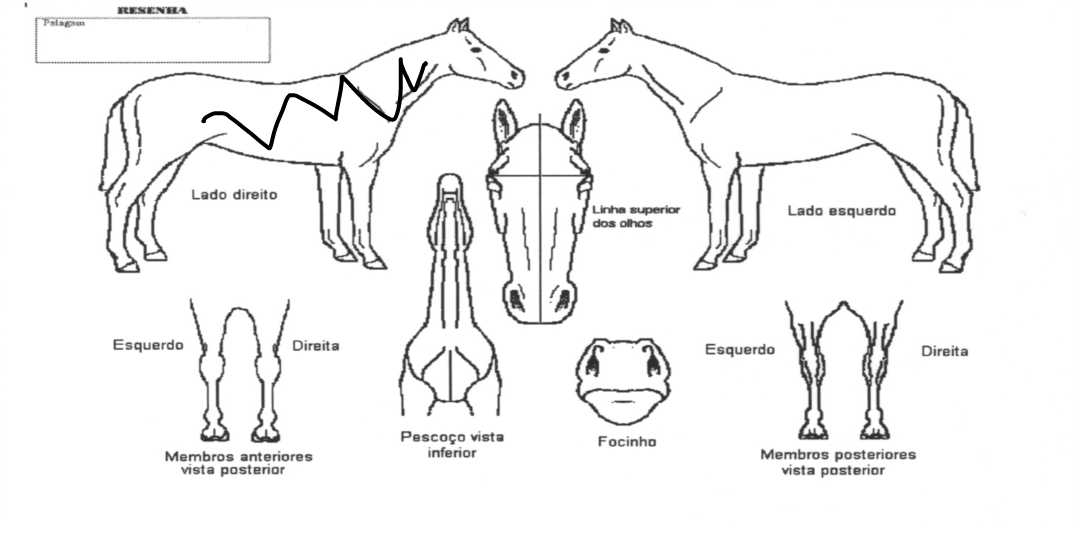 RESENHA
Pelagem
Lado direito
Linha superior
dos olhos
Lado esquerdo
Esquerdo
Direita
Membros anteriores
vista posterior
Pescoço vista
inferior
Focinho
Esquerdo
Direita
Membros posteriores
vista posterior